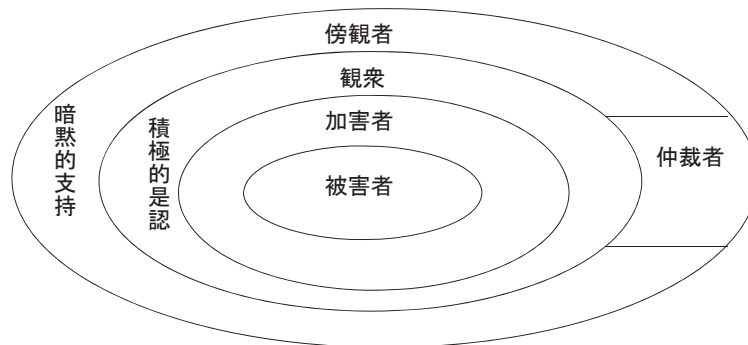 傍観者
観衆
加害者
被害者
暗黙的支持
積極的是認
仲裁者